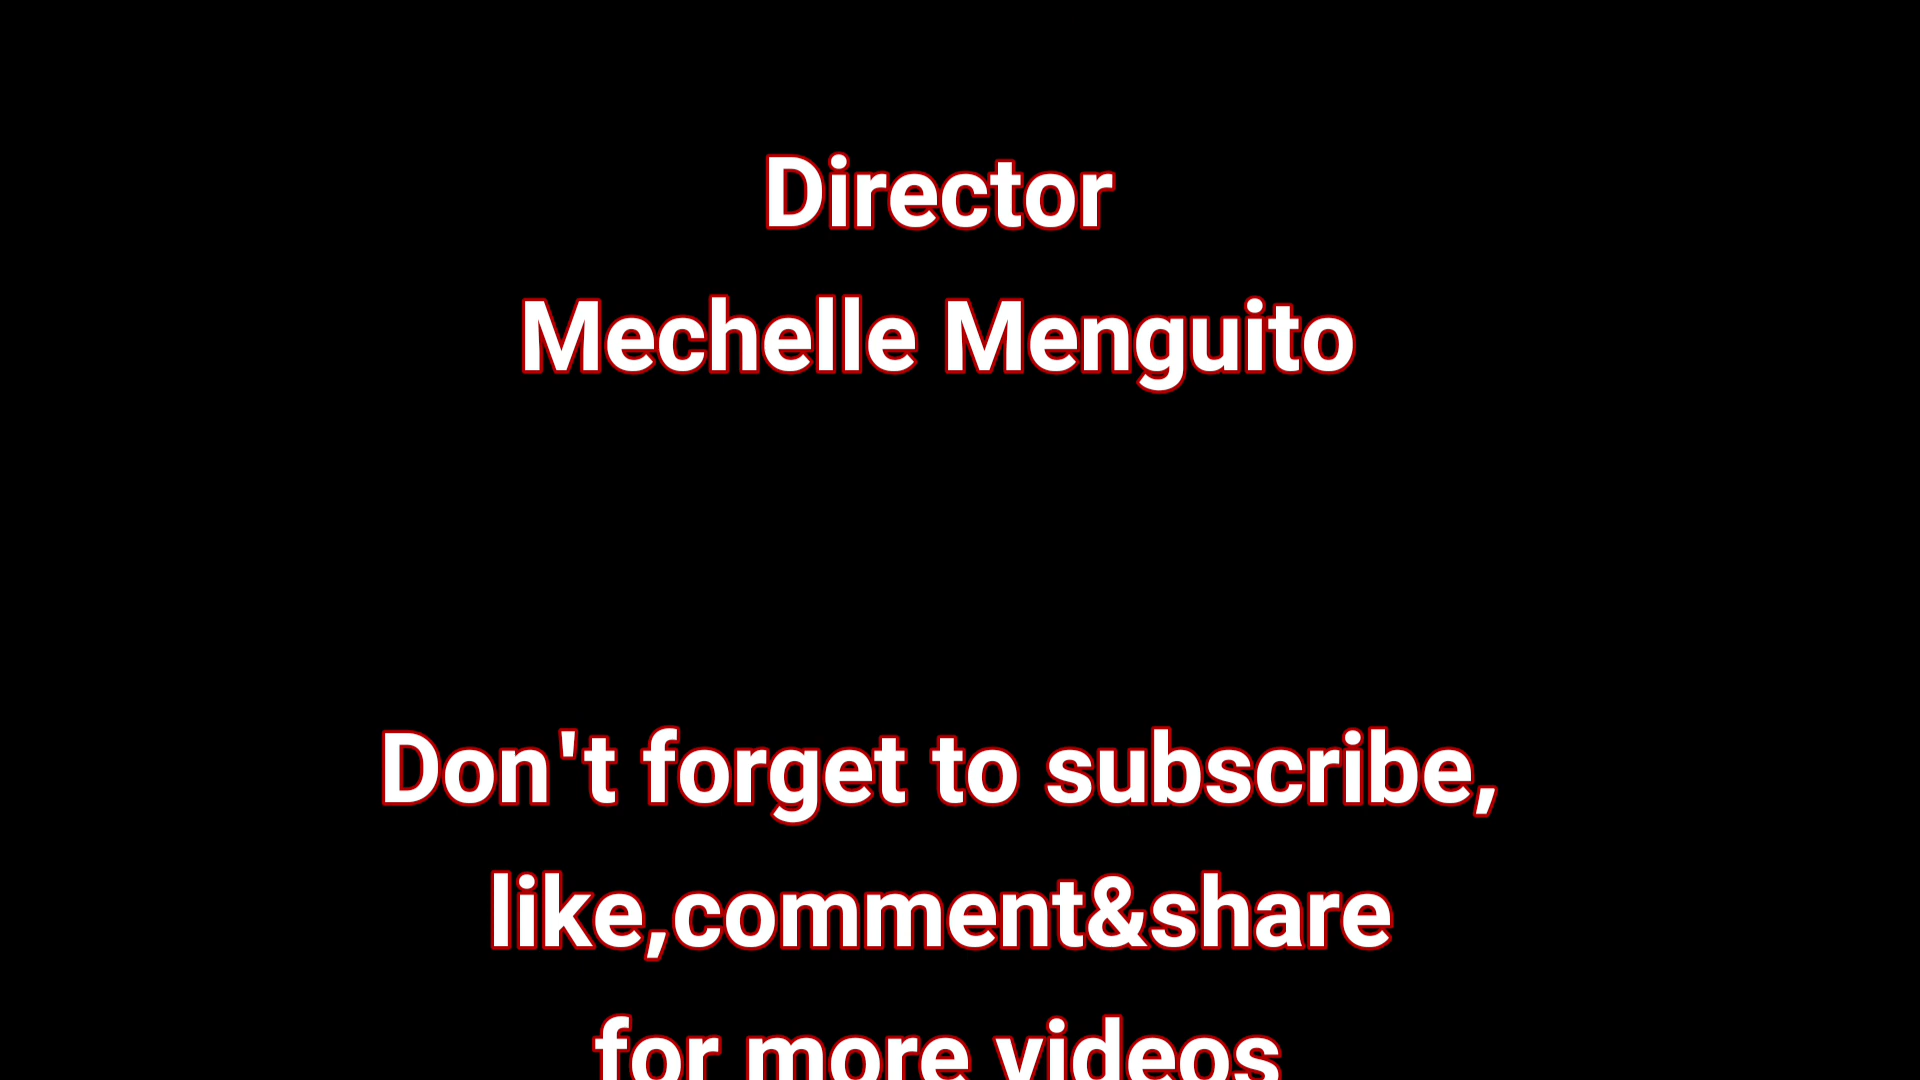 Director
Mechelle Menguito
Don't forget to subscribe,
like,comment&share
for more videos